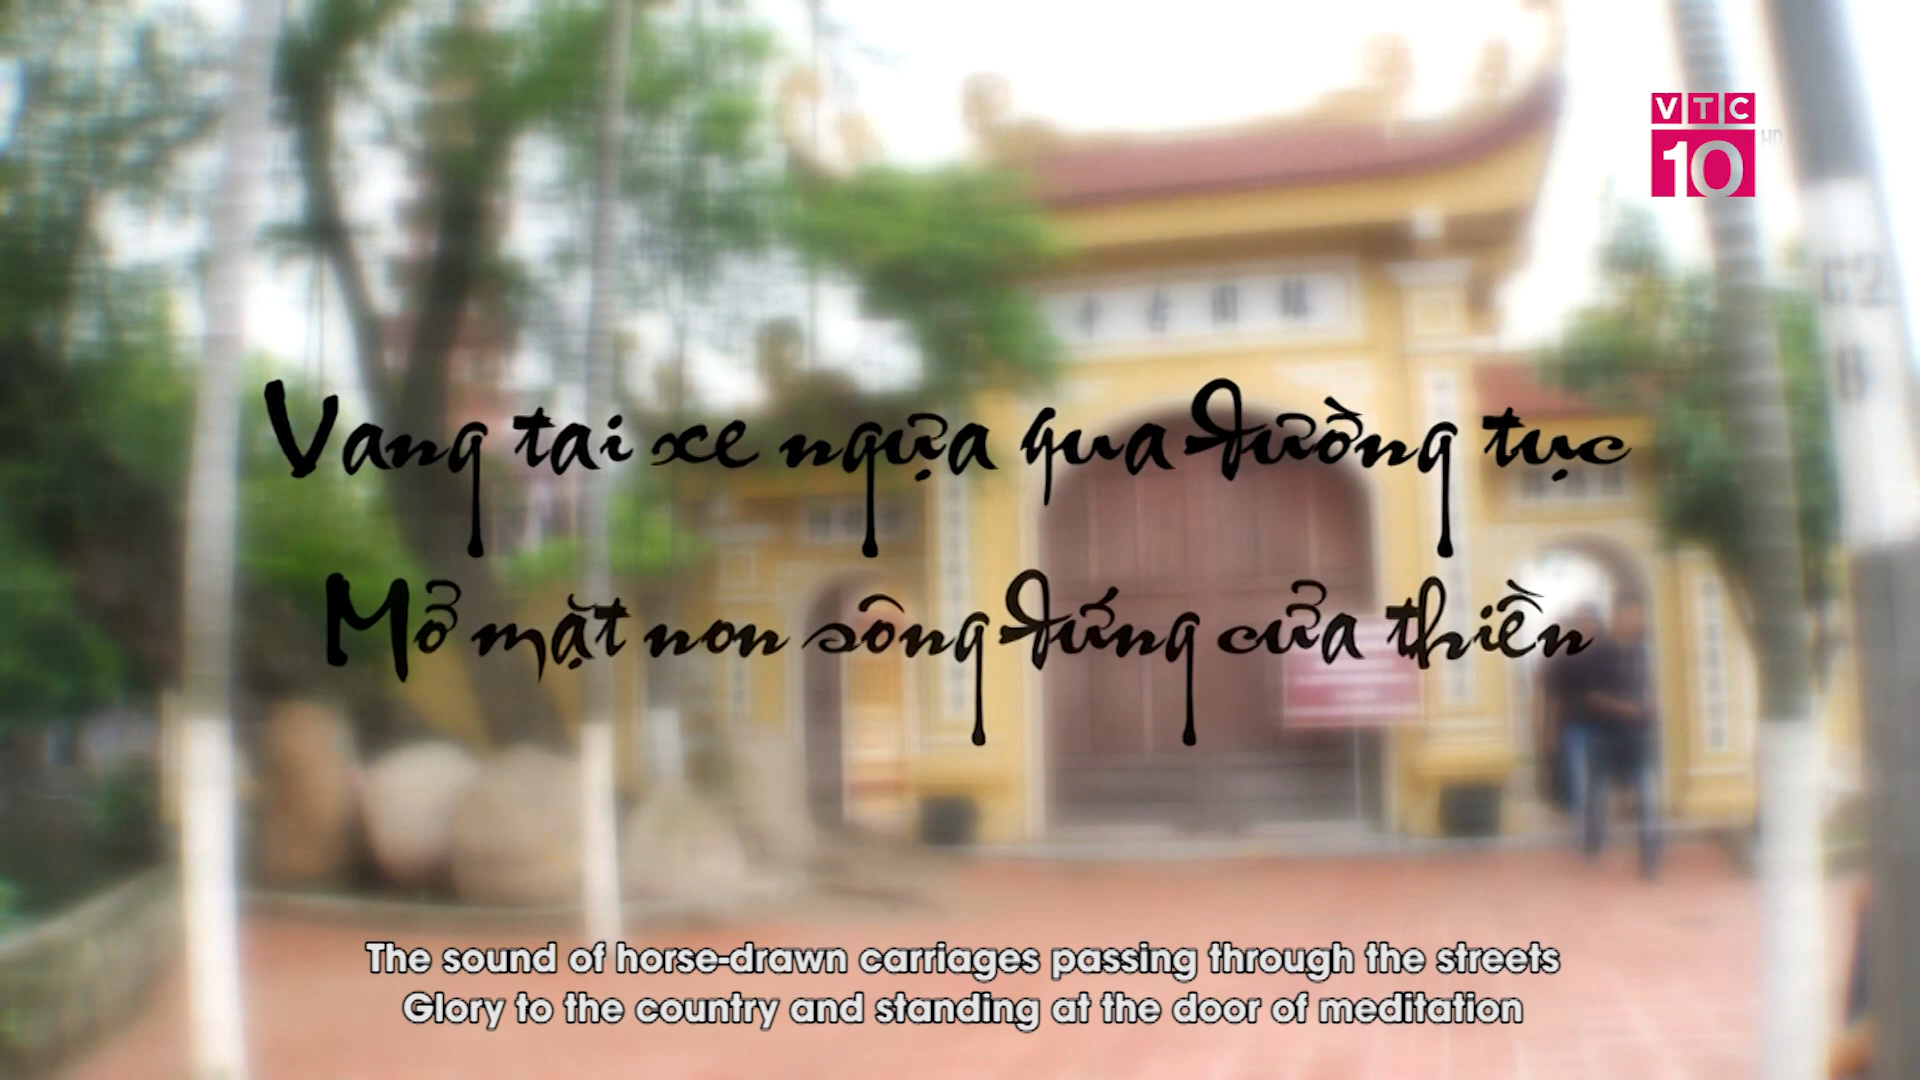 VTC
10
HD
Vang tai xe ngựa qua đường tục
Mở mặt non sông đứng cửa thiền
The sound of horse-drawn carriages passing through the streets
Glory to the country and standing at the door of meditation